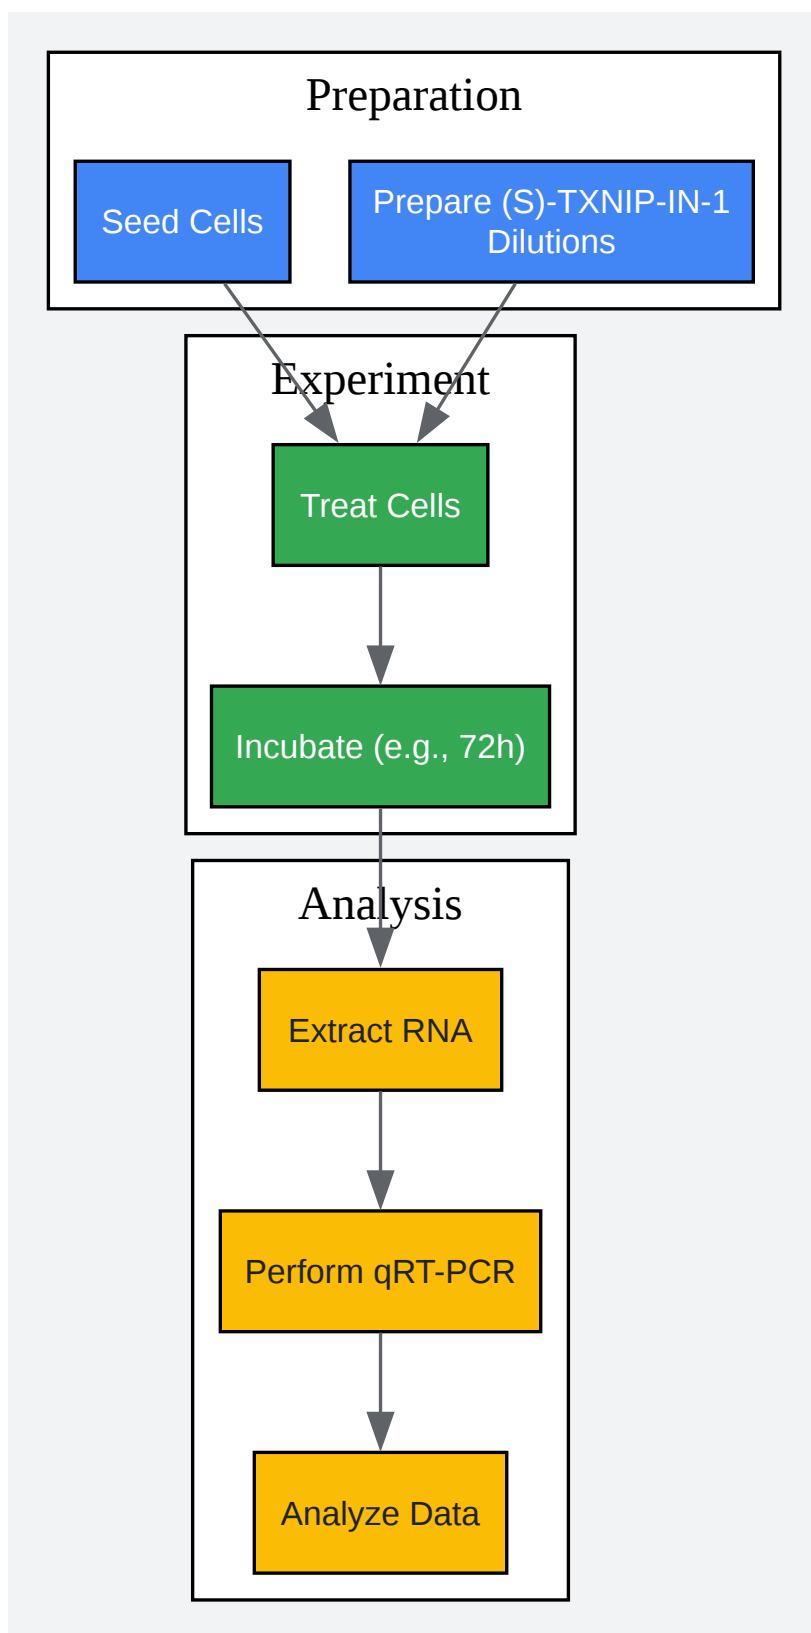 Preparation
Seed Cells
Prepare (S)-TXNIP-IN-1
Dilutions
Experiment
Treat Cells
Incubate (e.g., 72h)
Analysis
Extract RNA
Perform qRT-PCR
Analyze Data